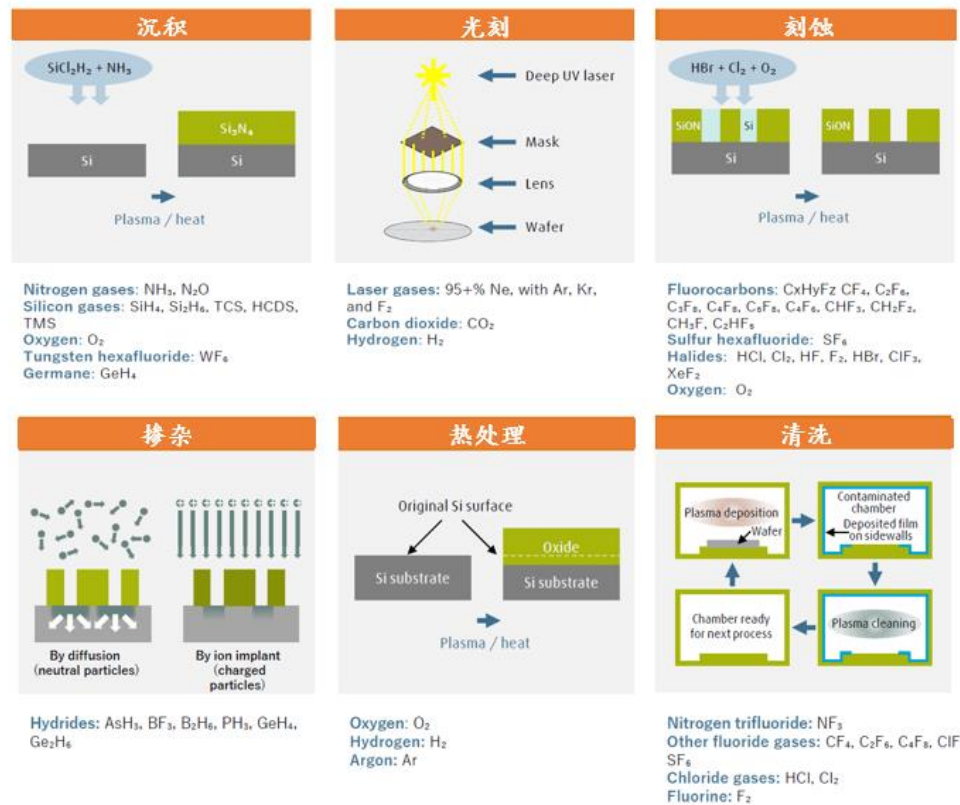 沉积
SiCl₂H₂ + NH₃
Si₃N₄
Si
Si
Plasma / heat
Nitrogen gases: NH₃, N₂O
Silicon gases: SiH₄, Si₂H₆, TCS, HCDS,
TMS
Oxygen: O₂
Tungsten hexafluoride: WF₆
Germane: GeH₄
光刻
Deep UV laser
Mask
Lens
Wafer
Laser gases: 95+% Ne, with Ar, Kr,
and F₂
Carbon dioxide: CO₂
Hydrogen: H₂
刻蚀
HBr + Cl₂ + O₂
SiON
Si
SiON
Si
Si
Plasma / heat
Fluorocarbons: CxHyFz CF₄, C₂F₆,
C₃F₈, C₄F₈, C₅F₈, C₄F₆, CHF₃, CH₂F₂,
CH₃F, C₂HF₅
Sulfur hexafluoride: SF₆
Halides: HCl, Cl₂, HF, F₂, HBr, ClF₃,
XeF₂
Oxygen: O₂
掺杂
By diffusion
(neutral particles)
By ion implant
(charged
particles)
Hydrides: AsH₃, BF₃, B₂H₆, PH₃, GeH₄,
Ge₂H₆
热处理
Original Si surface
Oxide
Si substrate
Si substrate
Plasma / heat
Oxygen: O₂
Hydrogen: H₂
Argon: Ar
清洗
Plasma deposition
Wafer
Contaminated
chamber
Deposited film
on sidewalls
Chamber ready
for next process
Plasma cleaning
Nitrogen trifluoride: NF₃
Other fluoride gases: CF₄, C₂F₆, C₄F₈, ClF
SF₆
Chloride gases: HCl, Cl₂
Fluorine: F₂